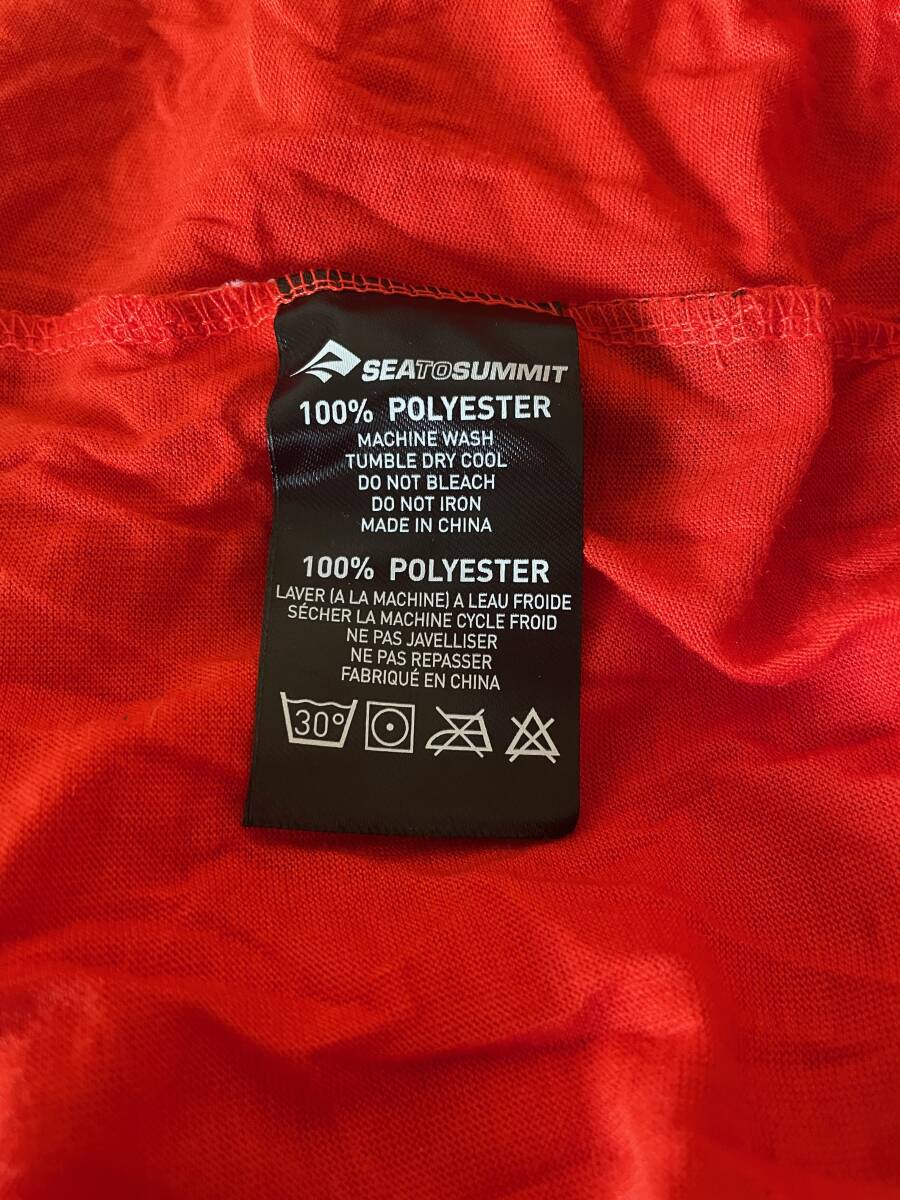 SEATOSUMMIT
100% POLYESTER
MACHINE WASH
TUMBLE DRY COOL
DO NOT BLEACH
DO NOT IRON
MADE IN CHINA
100% POLYESTER
LAVER (A LA MACHINE) A LEAU FROIDE
SÉCHER LA MACHINE CYCLE FROID
NE PAS JAVELLISER
NE PAS REPASSER
FABRIQUÉ EN CHINA
30°